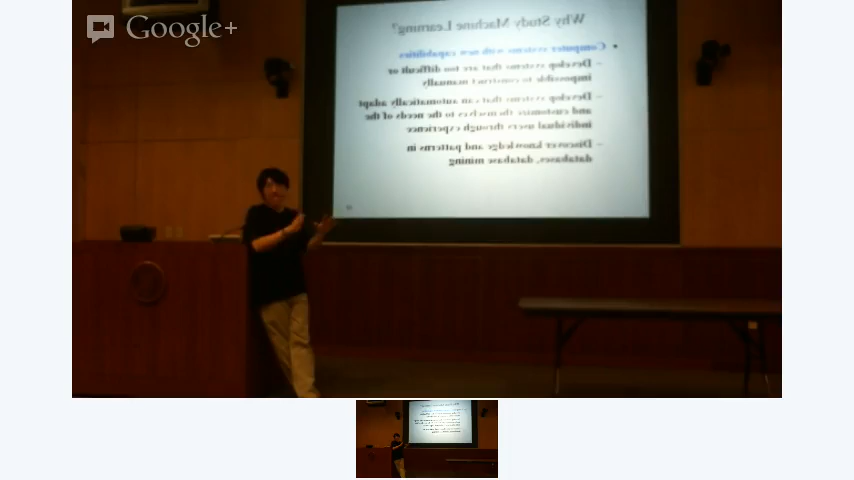 Google+
Why Study Machine Learning?
• Computer systems with new capabilities
– Develop systems that are too difficult or
impossible to construct manually
– Develop systems that can automatically adapt
and customize themselves to the needs of the
individual users through experience
– Discover knowledge and patterns in
databases, database mining